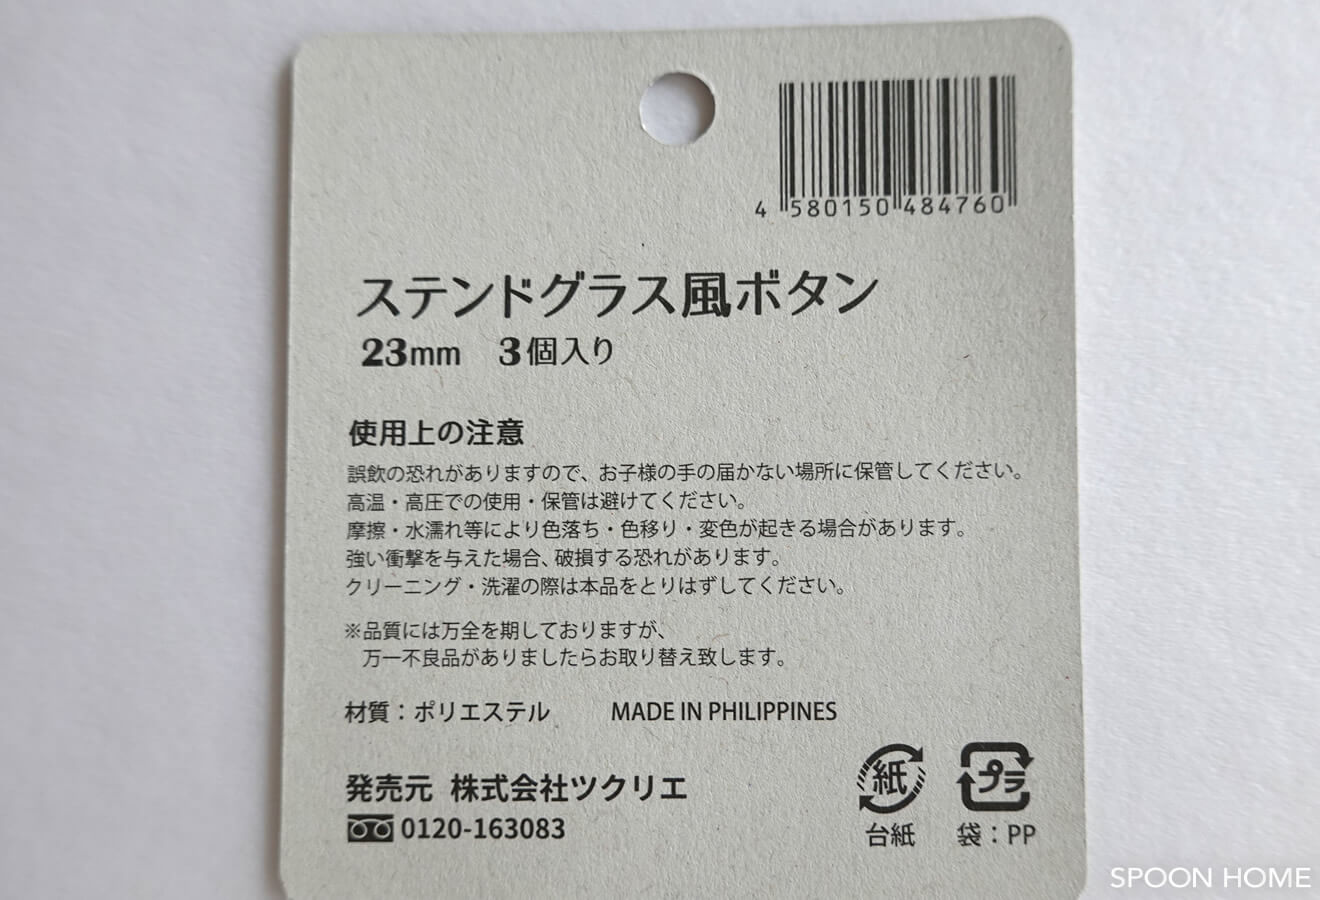 4 580150 484760
ステンドグラス風ボタン
23mm 3個入り
使用上の注意
誤飲の恐れがありますので、お子様の手の届かない場所に保管してください。
高温・高圧での使用・保管は避けてください。
摩擦・水濡れ等により色落ち・色移り・変色が起きる場合があります。
強い衝撃を与えた場合、破損する恐れがあります。
クリーニング・洗濯の際は本品をとりはずしてください。
※品質には万全を期しておりますが、
万一不良品がありましたらお取り替え致します。
材質：ポリエステル MADE IN PHILIPPINES
発売元 株式会社ツクリエ
0120-163083
紙 プラ
台紙 袋：PP
SPOON HOME